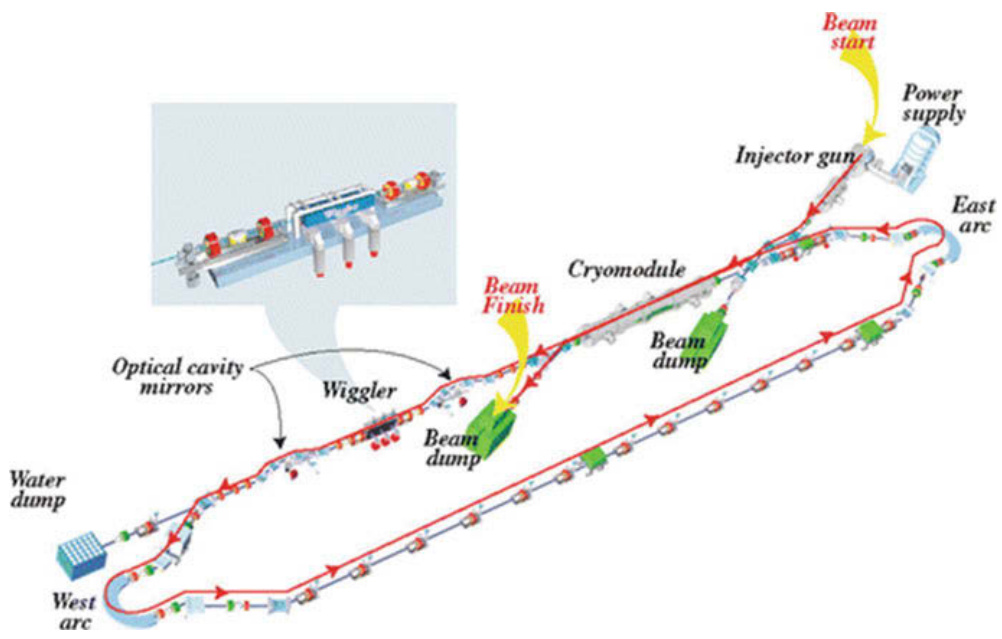 Beam
start
Power
supply
Injector gun
East
arc
Cryomodule
Beam
Finish
Beam
dump
Optical cavity
mirrors
Wiggler
Wiggler
Beam
dump
Water
dump
West
arc